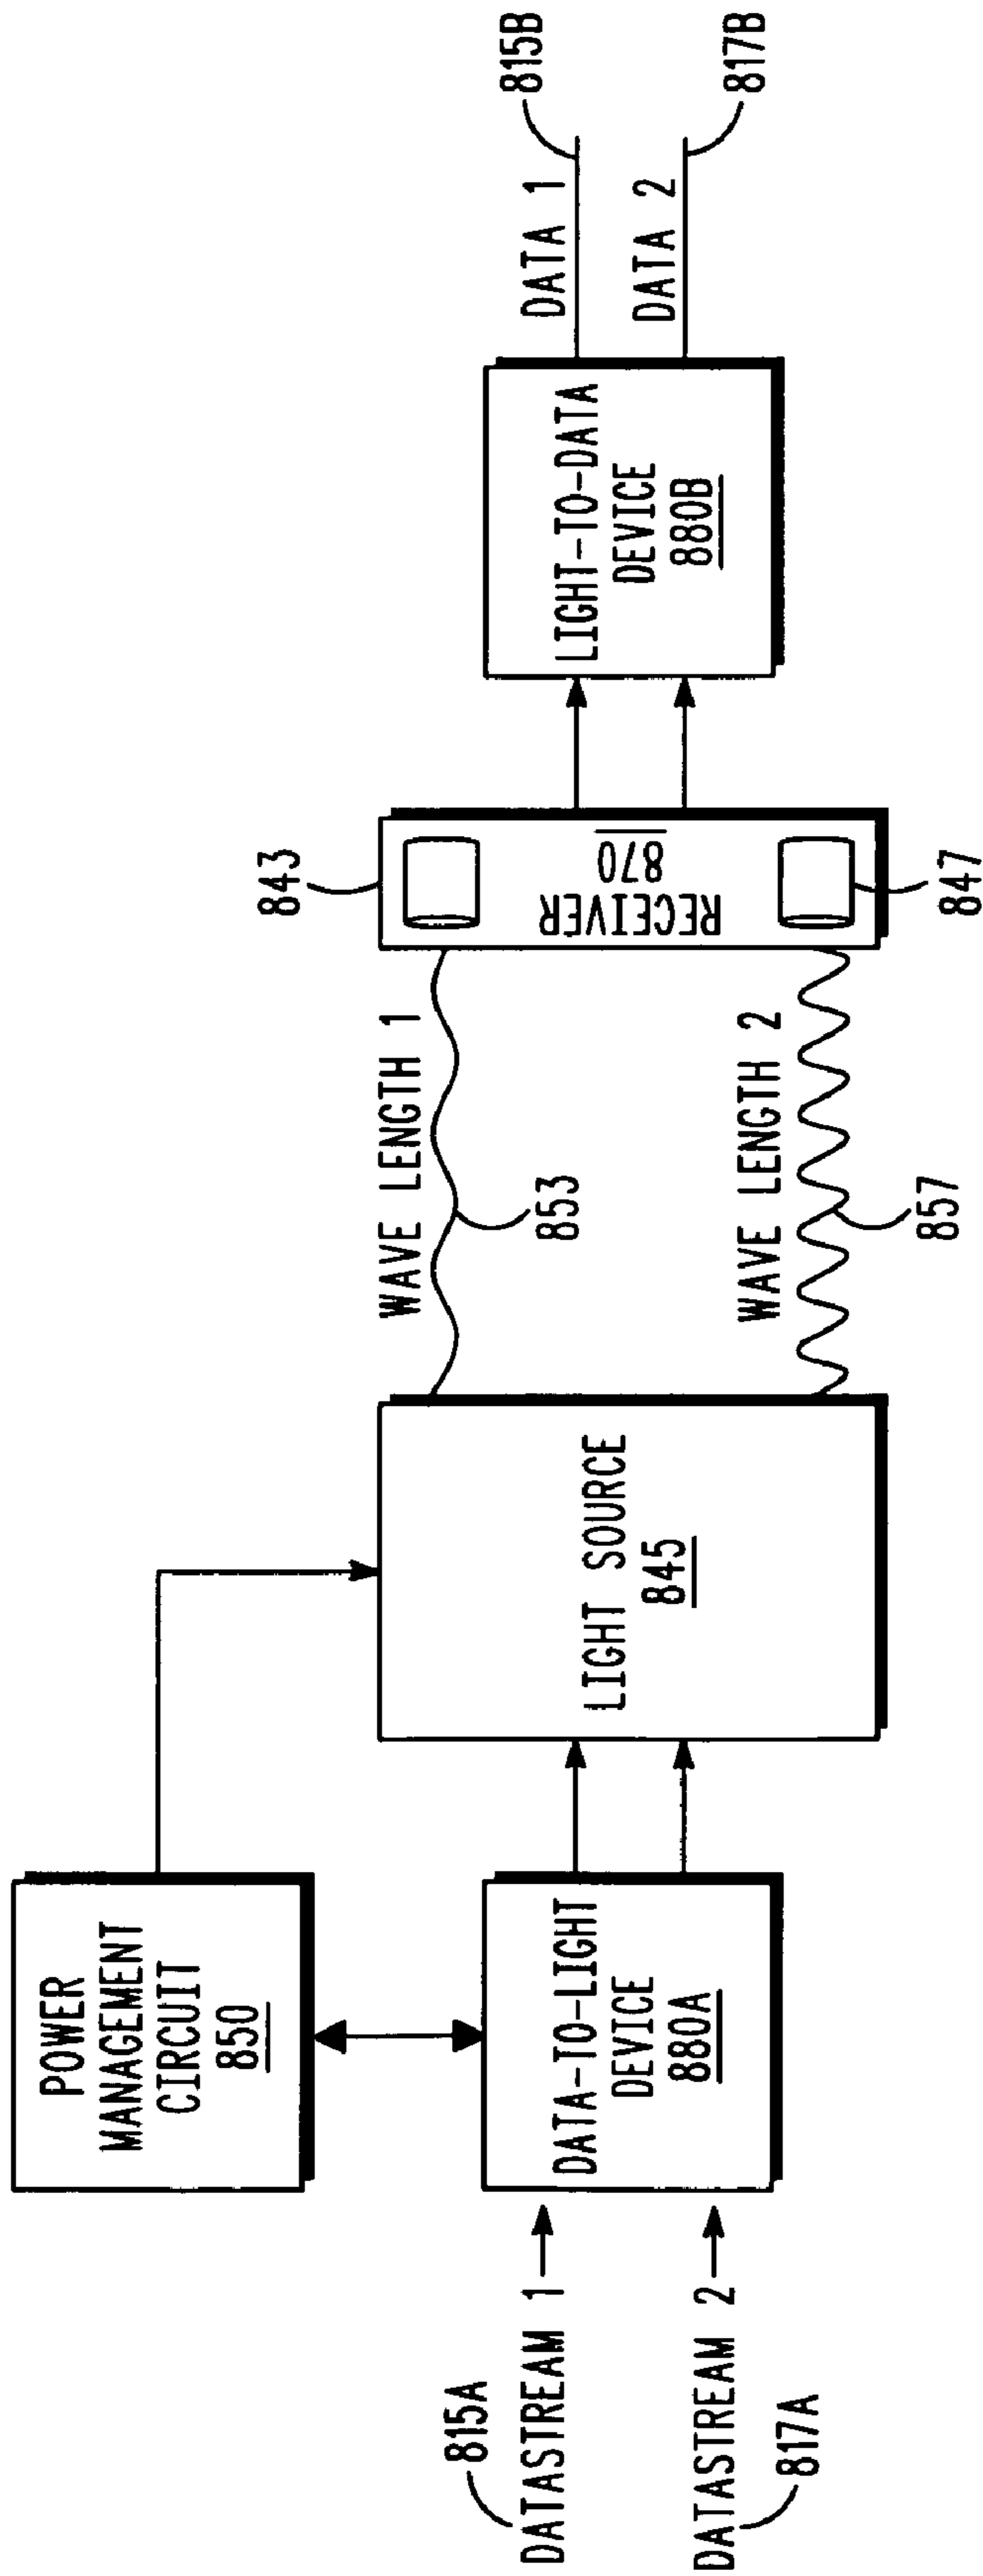 POWER
MANAGEMENT
CIRCUIT
850
815A
DATASTREAM 1
DATASTREAM 2
817A
DATA-TO-LIGHT
DEVICE
880A
LIGHT SOURCE
845
WAVE LENGTH 1
853
WAVE LENGTH 2
857
843
RECEIVER
870
847
LIGHT-TO-DATA
DEVICE
880B
DATA 1
815B
DATA 2
817B